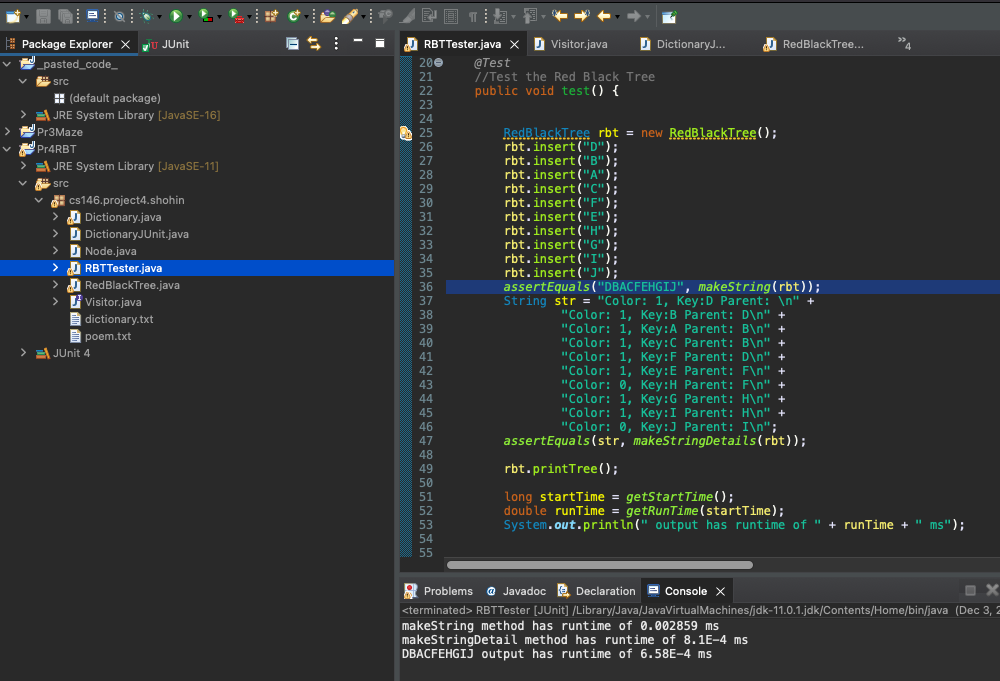 Package Explorer
JUnit
_pasted_code_
src
(default package)
JRE System Library [JavaSE-16]
Pr3Maze
Pr4RBT
JRE System Library [JavaSE-11]
src
cs146.project4.shohin
Dictionary.java
DictionaryJUnit.java
Node.java
RBTTester.java
RedBlackTree.java
Visitor.java
dictionary.txt
poem.txt
JUnit 4
RBTTester.java
Visitor.java
DictionaryJ...
RedBlackTree...
»4
20 @Test
21 //Test the Red Black Tree
22 public void test() {
23
24
25 RedBlackTree rbt = new RedBlackTree();
26 rbt.insert("D");
27 rbt.insert("B");
28 rbt.insert("A");
29 rbt.insert("C");
30 rbt.insert("F");
31 rbt.insert("E");
32 rbt.insert("H");
33 rbt.insert("G");
34 rbt.insert("I");
35 rbt.insert("J");
36 assertEquals("DBACFEHGIJ", makeString(rbt));
37 String str = "Color: 1, Key:D Parent: \n" +
38 "Color: 1, Key:B Parent: D\n" +
39 "Color: 1, Key:A Parent: B\n" +
40 "Color: 1, Key:C Parent: B\n" +
41 "Color: 1, Key:F Parent: D\n" +
42 "Color: 1, Key:E Parent: F\n" +
43 "Color: 0, Key:H Parent: F\n" +
44 "Color: 1, Key:G Parent: H\n" +
45 "Color: 1, Key:I Parent: H\n" +
46 "Color: 0, Key:J Parent: I\n";
47 assertEquals(str, makeStringDetails(rbt));
48
49 rbt.printTree();
50
51 long startTime = getStartTime();
52 double runTime = getRunTime(startTime);
53 System.out.println(" output has runtime of " + runTime + " ms");
54
55
Problems
Javadoc
Declaration
Console
<terminated> RBTTester [JUnit] /Library/Java/JavaVirtualMachines/jdk-11.0.1.jdk/Contents/Home/bin/java (Dec 3, 2
makeString method has runtime of 0.002859 ms
makeStringDetail method has runtime of 8.1E-4 ms
DBACFEHGIJ output has runtime of 6.58E-4 ms